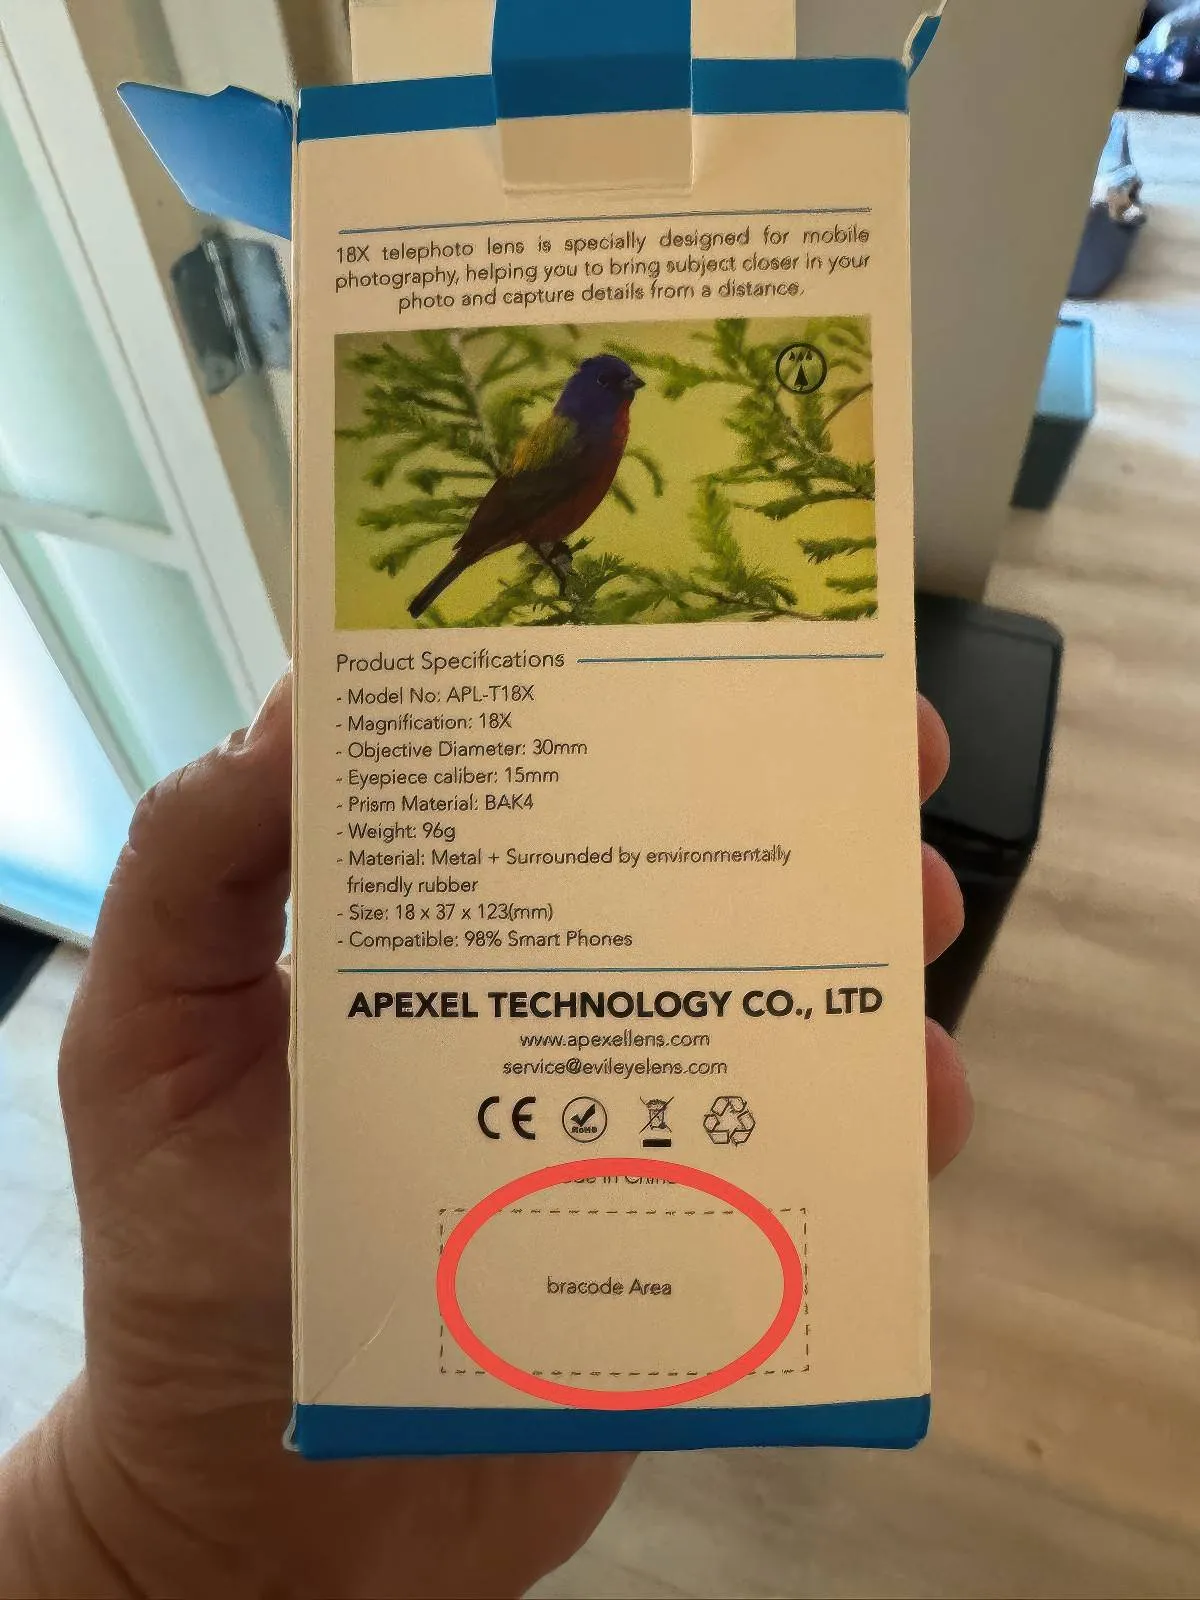 18X telephoto lens is specially designed for mobile
photography, helping you to bring subject closer in your
photo and capture details from a distance.
Product Specifications
- Model No: APL-T18X
- Magnification: 18X
- Objective Diameter: 30mm
- Eyepiece caliber: 15mm
- Prism Material: BAK4
- Weight: 96g
- Material: Metal + Surrounded by environmentally
friendly rubber
- Size: 18 x 37 x 123(mm)
- Compatible: 98% Smart Phones
APEXEL TECHNOLOGY CO., LTD
www.apexellens.com
service@evileyelens.com
CE
RoHS
in
bracode Area